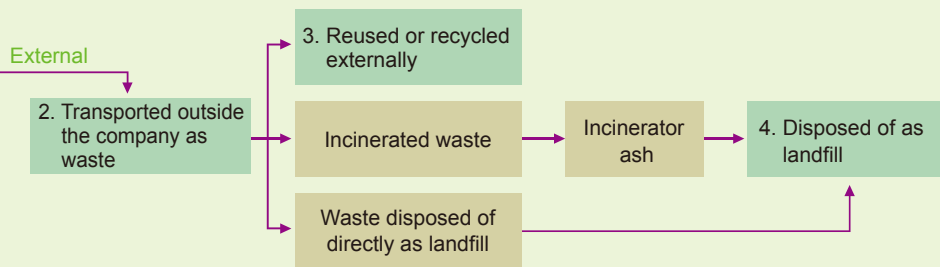 External
2. Transported outside
the company as
waste
3. Reused or recycled
externally
Incinerated waste
Incinerator
ash
4. Disposed of as
landfill
Waste disposed of
directly as landfill